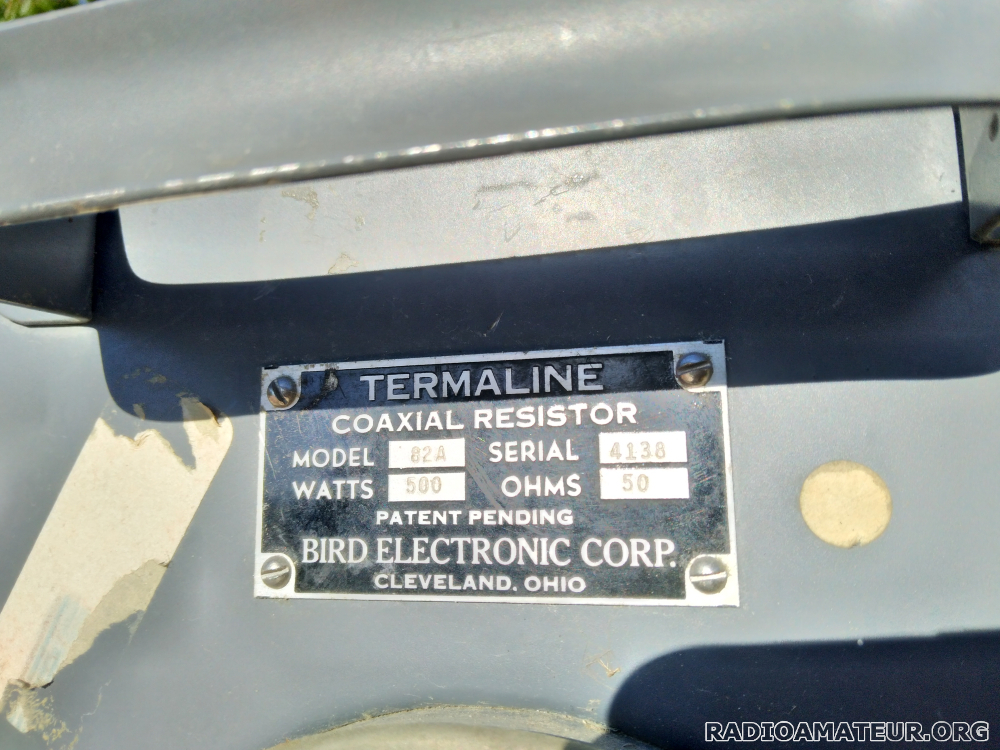 TERMALINE
COAXIAL RESISTOR
MODEL 82A SERIAL 4138
WATTS 500 OHMS 50
PATENT PENDING
BIRD ELECTRONIC CORP.
CLEVELAND, OHIO
RADIOAMATEUR.ORG